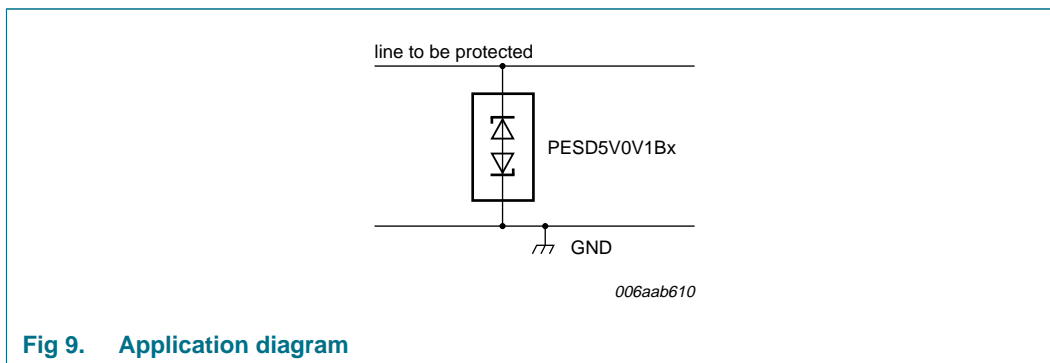 line to be protected
PESD5V0V1Bx
GND
006aab610
Fig 9. Application diagram